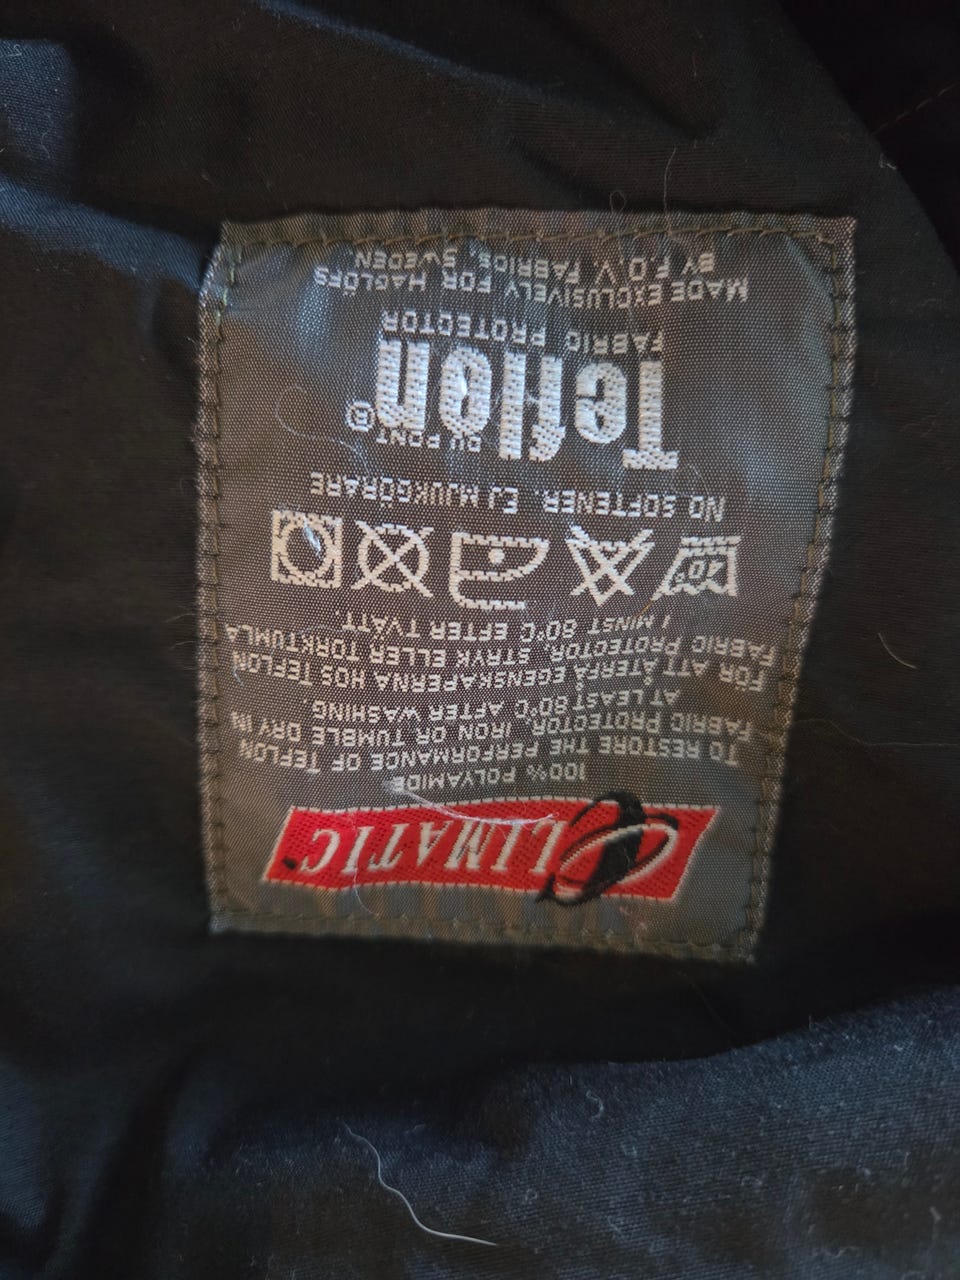 CLIMATIC
100% POLYAMIDE
TO RESTORE THE PERFORMANCE OF TEFLON
FABRIC PROTECTOR, IRON OR TUMBLE DRY IN
AT LEAST 80°C AFTER WASHING.
FÖR ATT ÅTERFÅ EGENSKAPERNA HOS TEFLON
FABRIC PROTECTOR, STRYK ELLER TORKTUMLA
I MINST 80°C EFTER TVÄTT.
40°
NO SOFTENER. EJ MJUKGÖRARE
DU PONT
Teflon®
FABRIC PROTECTOR
MADE EXCLUSIVELY FOR HAGLÖFS
BY F.O.V. FABRICS, SWEDEN